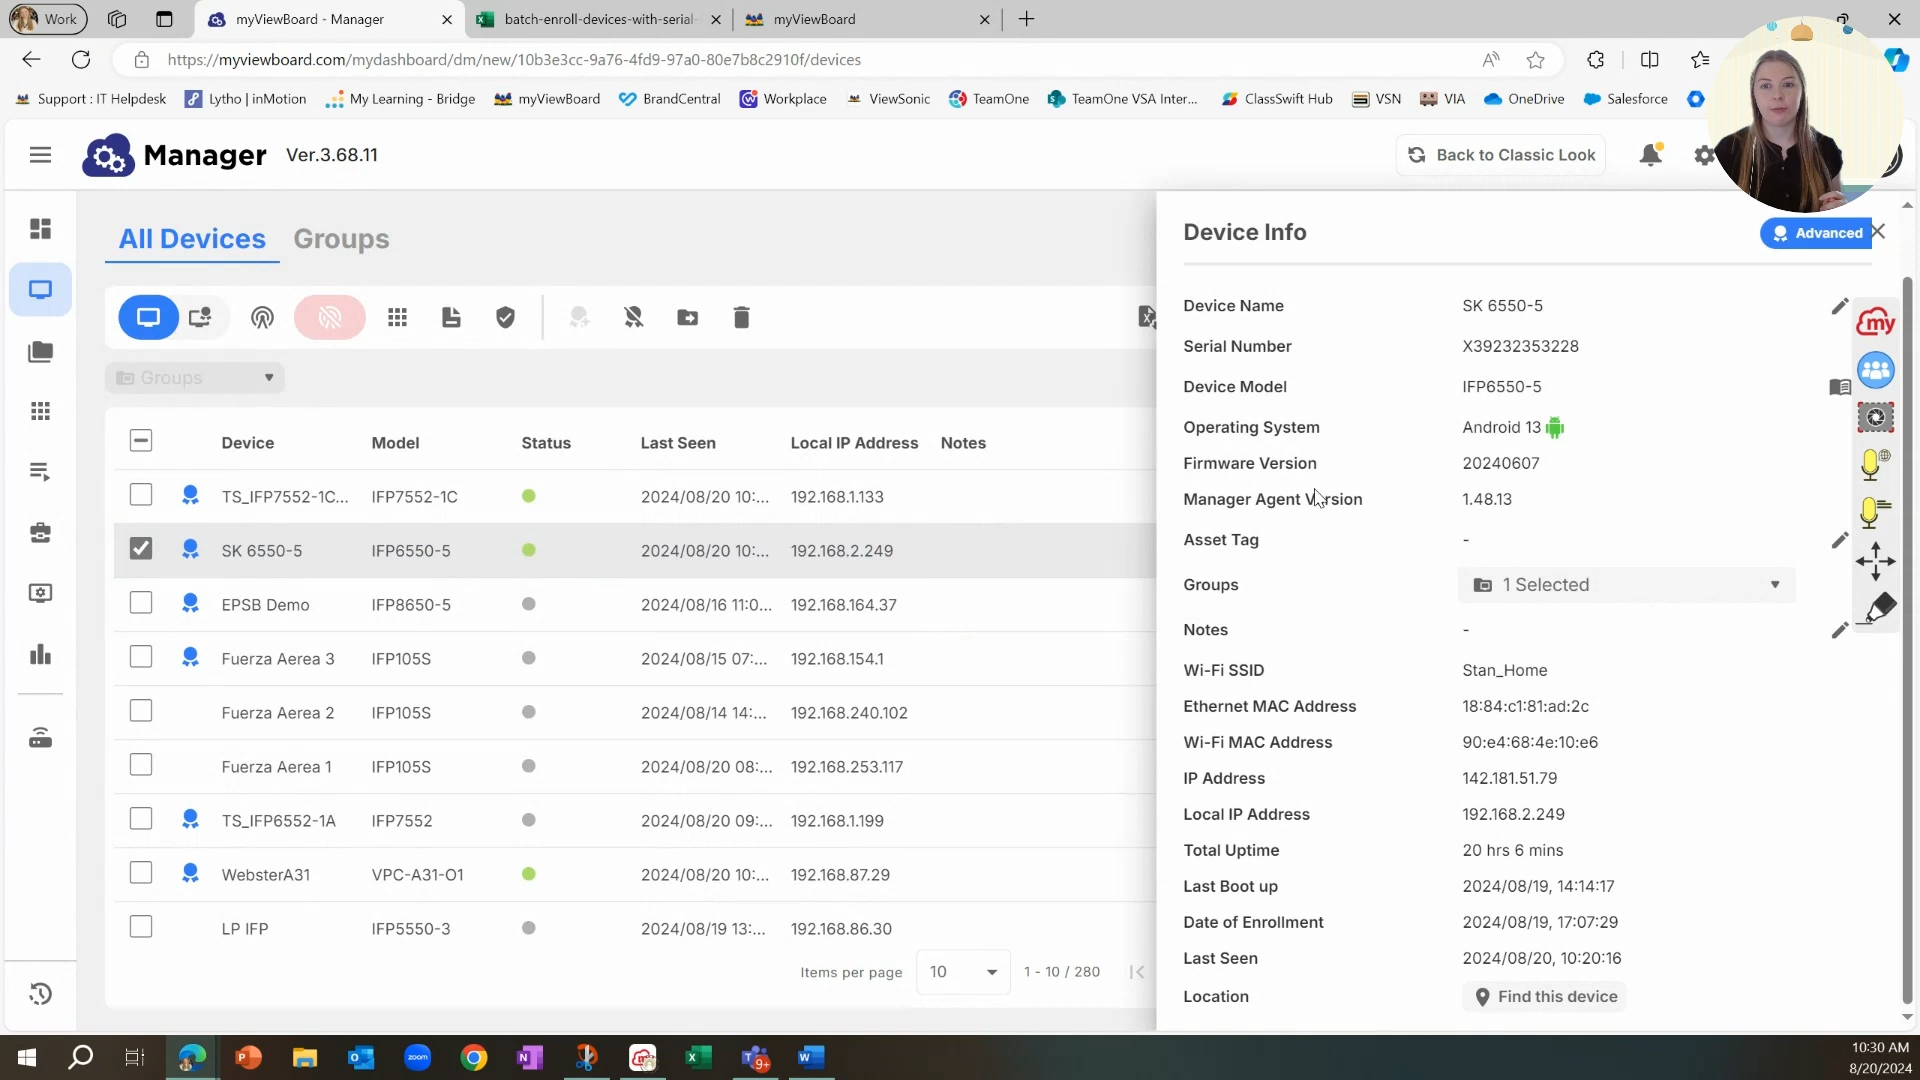 Work
myViewBoard - Manager
batch-enroll-devices-with-serial-
myViewBoard
https://myviewboard.com/mydashboard/dm/new/10b3e3cc-9a76-4fd9-97a0-80e7b8c2910f/devices
Support : IT Helpdesk
Lytho | inMotion
My Learning - Bridge
myViewBoard
BrandCentral
Workplace
ViewSonic
TeamOne
TeamOne VSA Inter...
ClassSwift Hub
VSN
VIA
OneDrive
Salesforce
Manager Ver.3.68.11
Back to Classic Look
All Devices Groups
Groups
Device Model Status Last Seen Local IP Address Notes
TS_IFP7552-1C... IFP7552-1C 2024/08/20 10:... 192.168.1.133
SK 6550-5 IFP6550-5 2024/08/20 10:... 192.168.2.249
EPSB Demo IFP8650-5 2024/08/16 11:0... 192.168.164.37
Fuerza Aerea 3 IFP105S 2024/08/15 07:... 192.168.154.1
Fuerza Aerea 2 IFP105S 2024/08/14 14:... 192.168.240.102
Fuerza Aerea 1 IFP105S 2024/08/20 08:... 192.168.253.117
TS_IFP6552-1A IFP7552 2024/08/20 09:... 192.168.1.199
WebsterA31 VPC-A31-O1 2024/08/20 10:... 192.168.87.29
LP IFP IFP5550-3 2024/08/19 13:... 192.168.86.30
Items per page 10 1 - 10 / 280
Device Info
Advanced
Device Name SK 6550-5
Serial Number X39232353228
Device Model IFP6550-5
Operating System Android 13
Firmware Version 20240607
Manager Agent Version 1.48.13
Asset Tag -
Groups 1 Selected
Notes -
Wi-Fi SSID Stan_Home
Ethernet MAC Address 18:84:c1:81:ad:2c
Wi-Fi MAC Address 90:e4:68:4e:10:e6
IP Address 142.181.51.79
Local IP Address 192.168.2.249
Total Uptime 20 hrs 6 mins
Last Boot up 2024/08/19, 14:14:17
Date of Enrollment 2024/08/19, 17:07:29
Last Seen 2024/08/20, 10:20:16
Location Find this device
my
zoom
9+
10:30 AM
8/20/2024